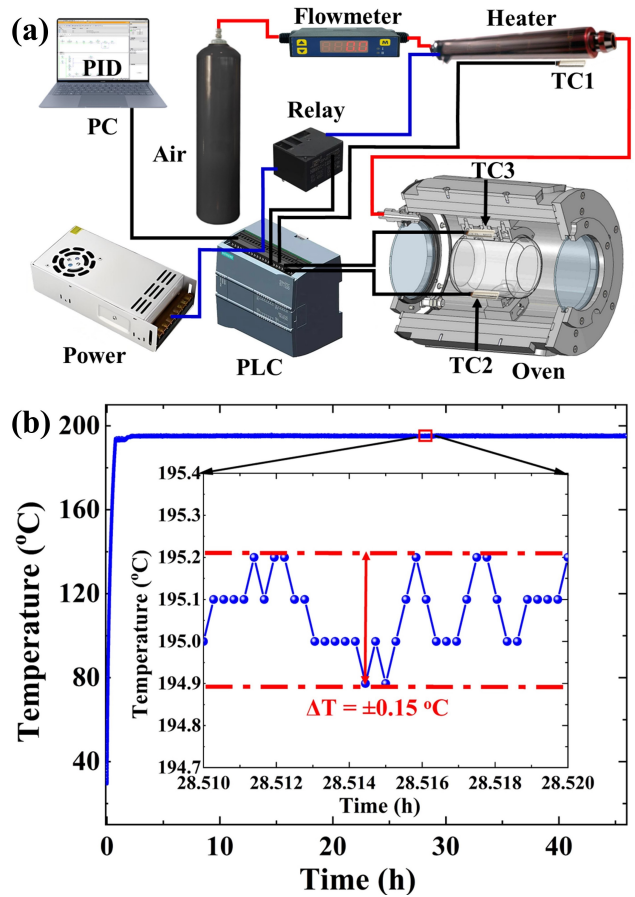 (a)
Flowmeter
Heater
PID
PC
Air
Relay
TC1
TC3
Power
PLC
TC2
Oven
(b)
200
160
120
80
40
Temperature (°C)
0
10
20
30
40
Time (h)
195.4
195.3
195.2
195.1
195.0
194.9
194.8
194.7
Temperature (°C)
ΔT = ±0.15 °C
28.510
28.512
28.514
28.516
28.518
28.520
Time (h)